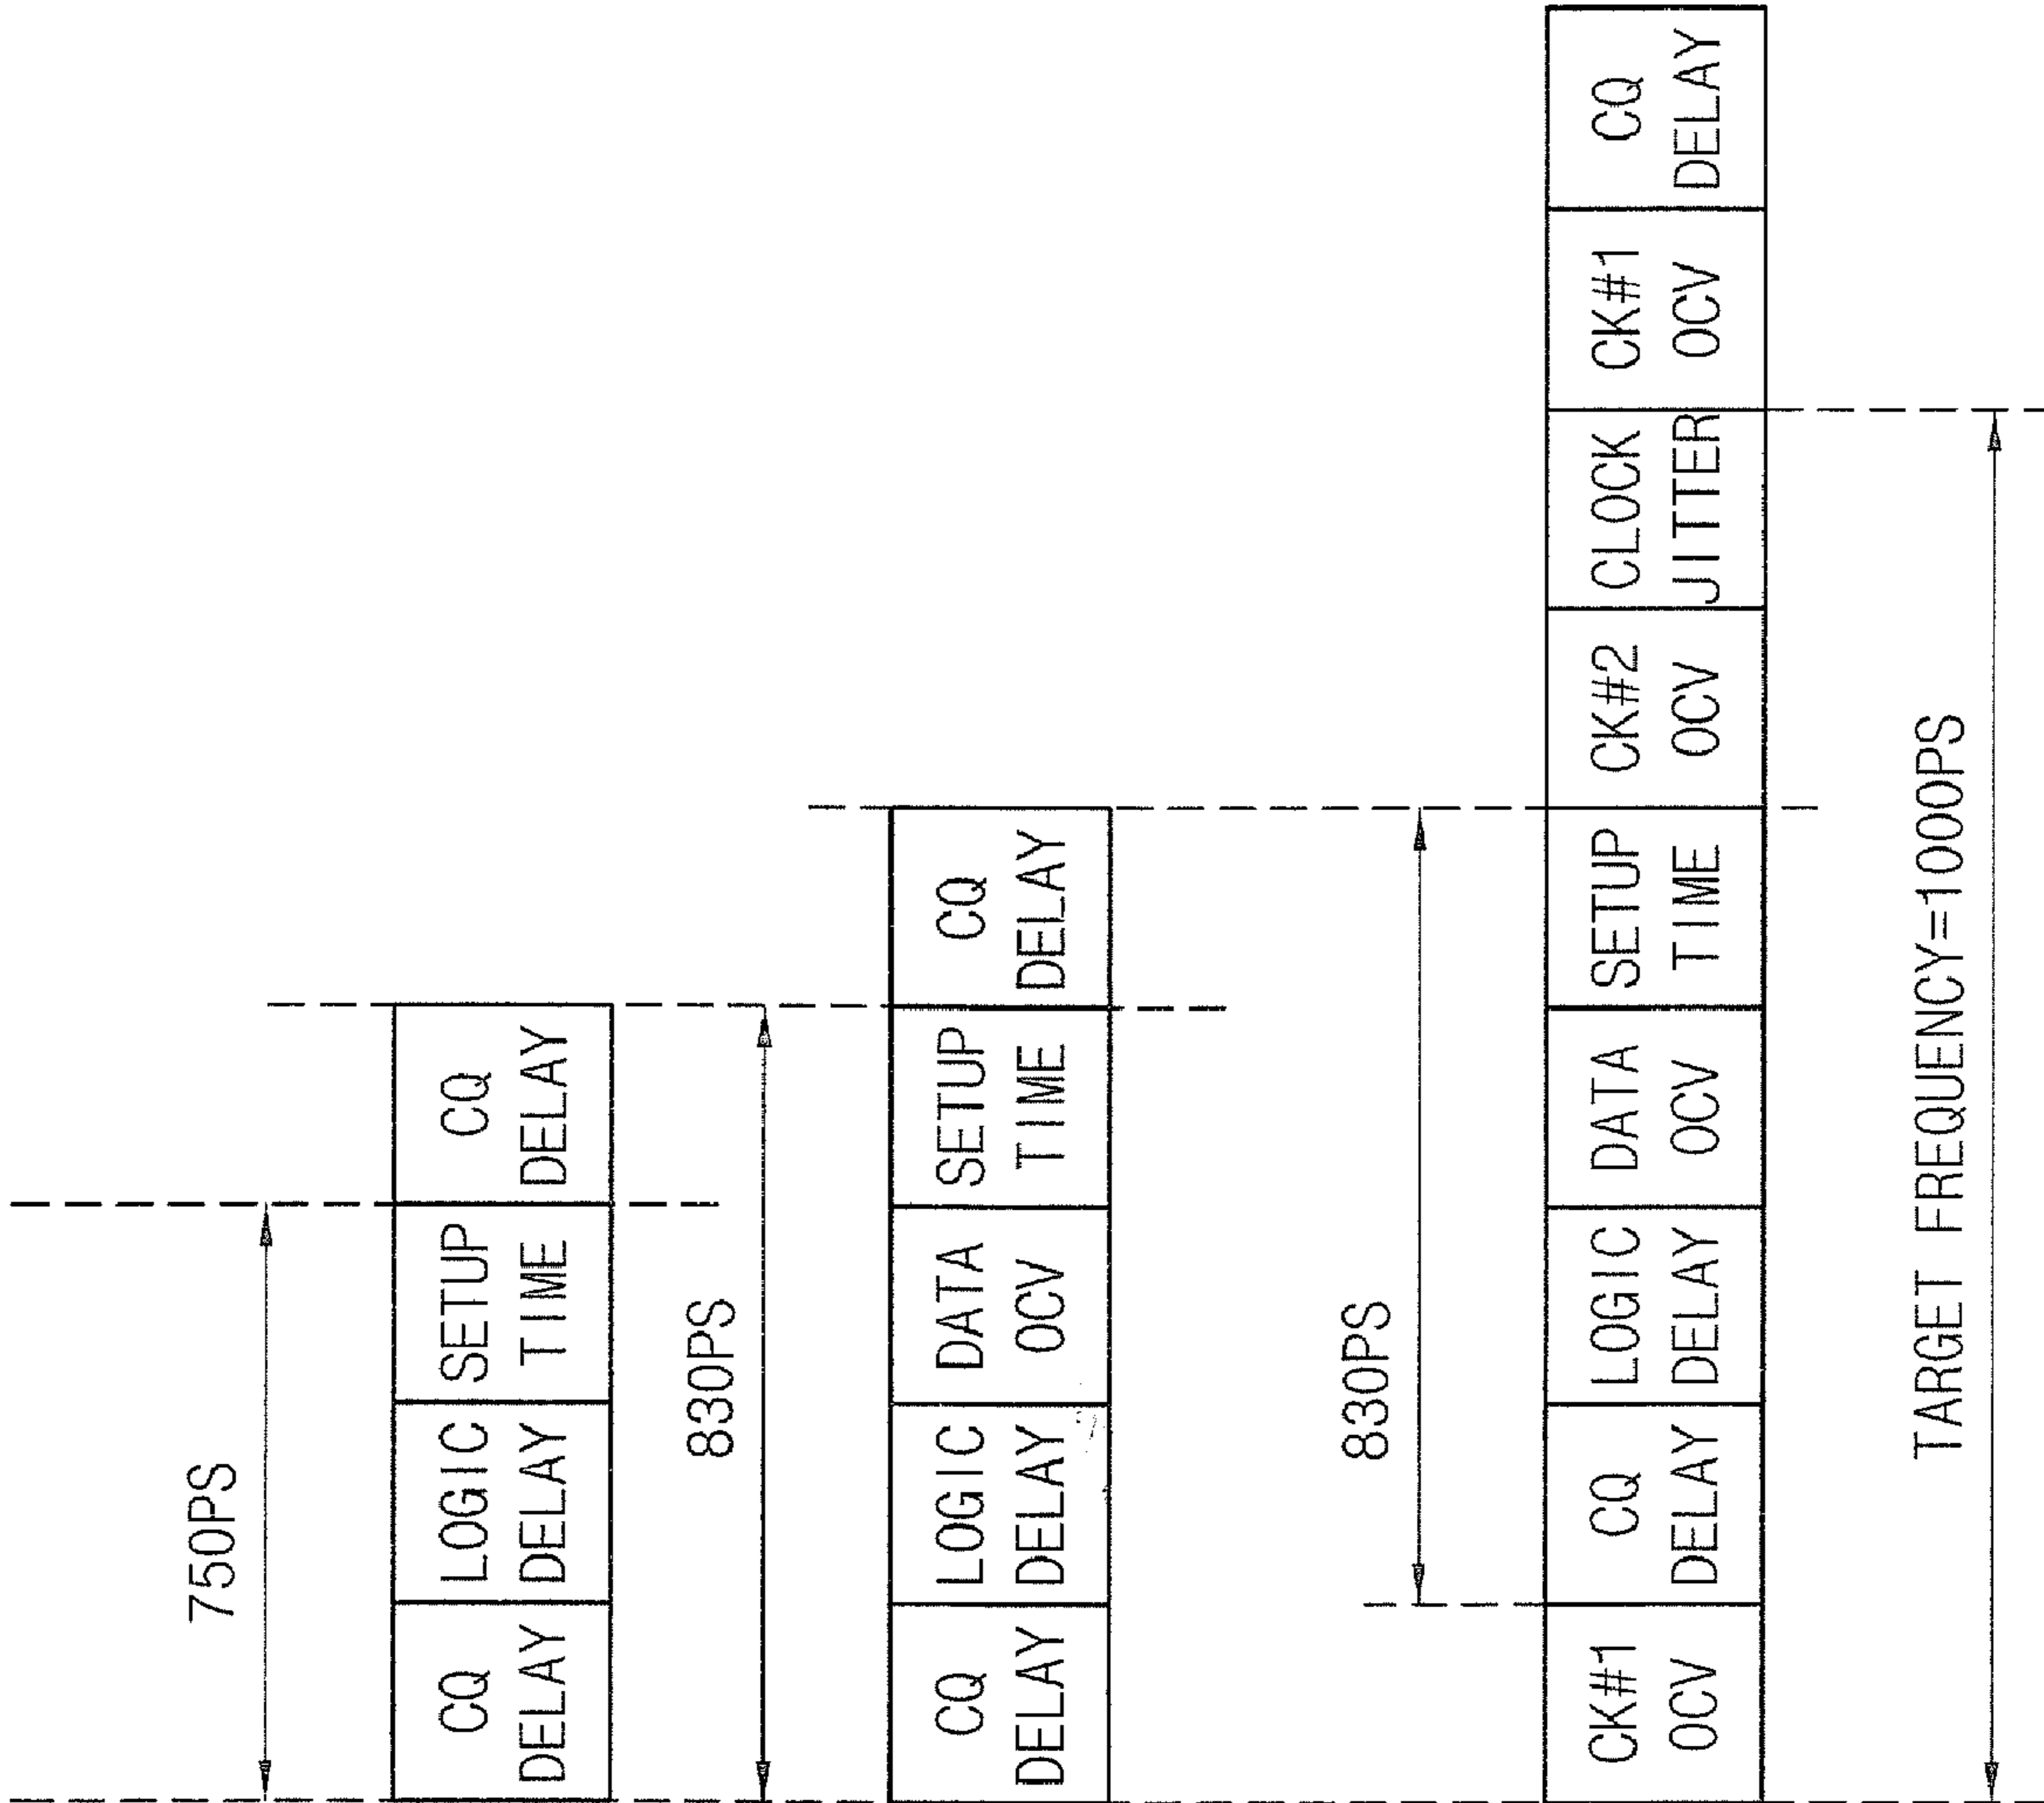 750PS
CQ
DELAY
LOGIC
DELAY
SETUP
TIME
CQ
DELAY
830PS
CQ
DELAY
LOGIC
DELAY
DATA
OCV
SETUP
TIME
CQ
DELAY
830PS
CK#1
OCV
CQ
DELAY
LOGIC
DELAY
DATA
OCV
SETUP
TIME
CK#2
OCV
CLOCK
JITTER
CK#1
OCV
CQ
DELAY
TARGET FREQUENCY=1000PS